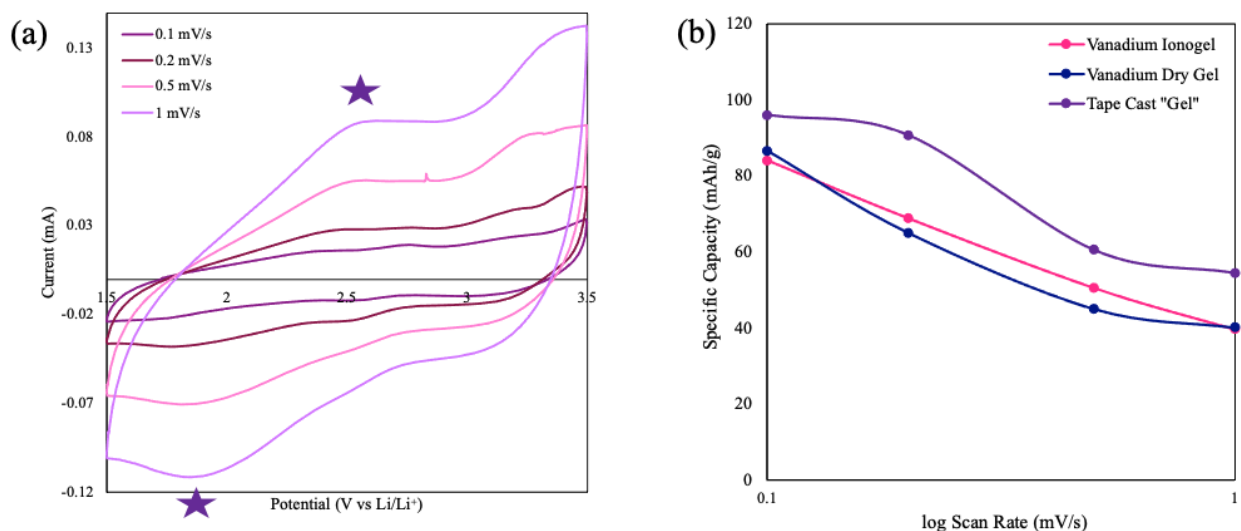 (a)
0.1 mV/s
0.2 mV/s
0.5 mV/s
1 mV/s
0.13
0.08
0.03
-0.02
-0.07
-0.12
1.5
2
2.5
3
3.5
Current (mA)
Potential (V vs Li/Li⁺)
(b)
Vanadium Ionogel
Vanadium Dry Gel
Tape Cast "Gel"
120
100
80
60
40
20
0
0.1
1
Specific Capacity (mAh/g)
log Scan Rate (mV/s)